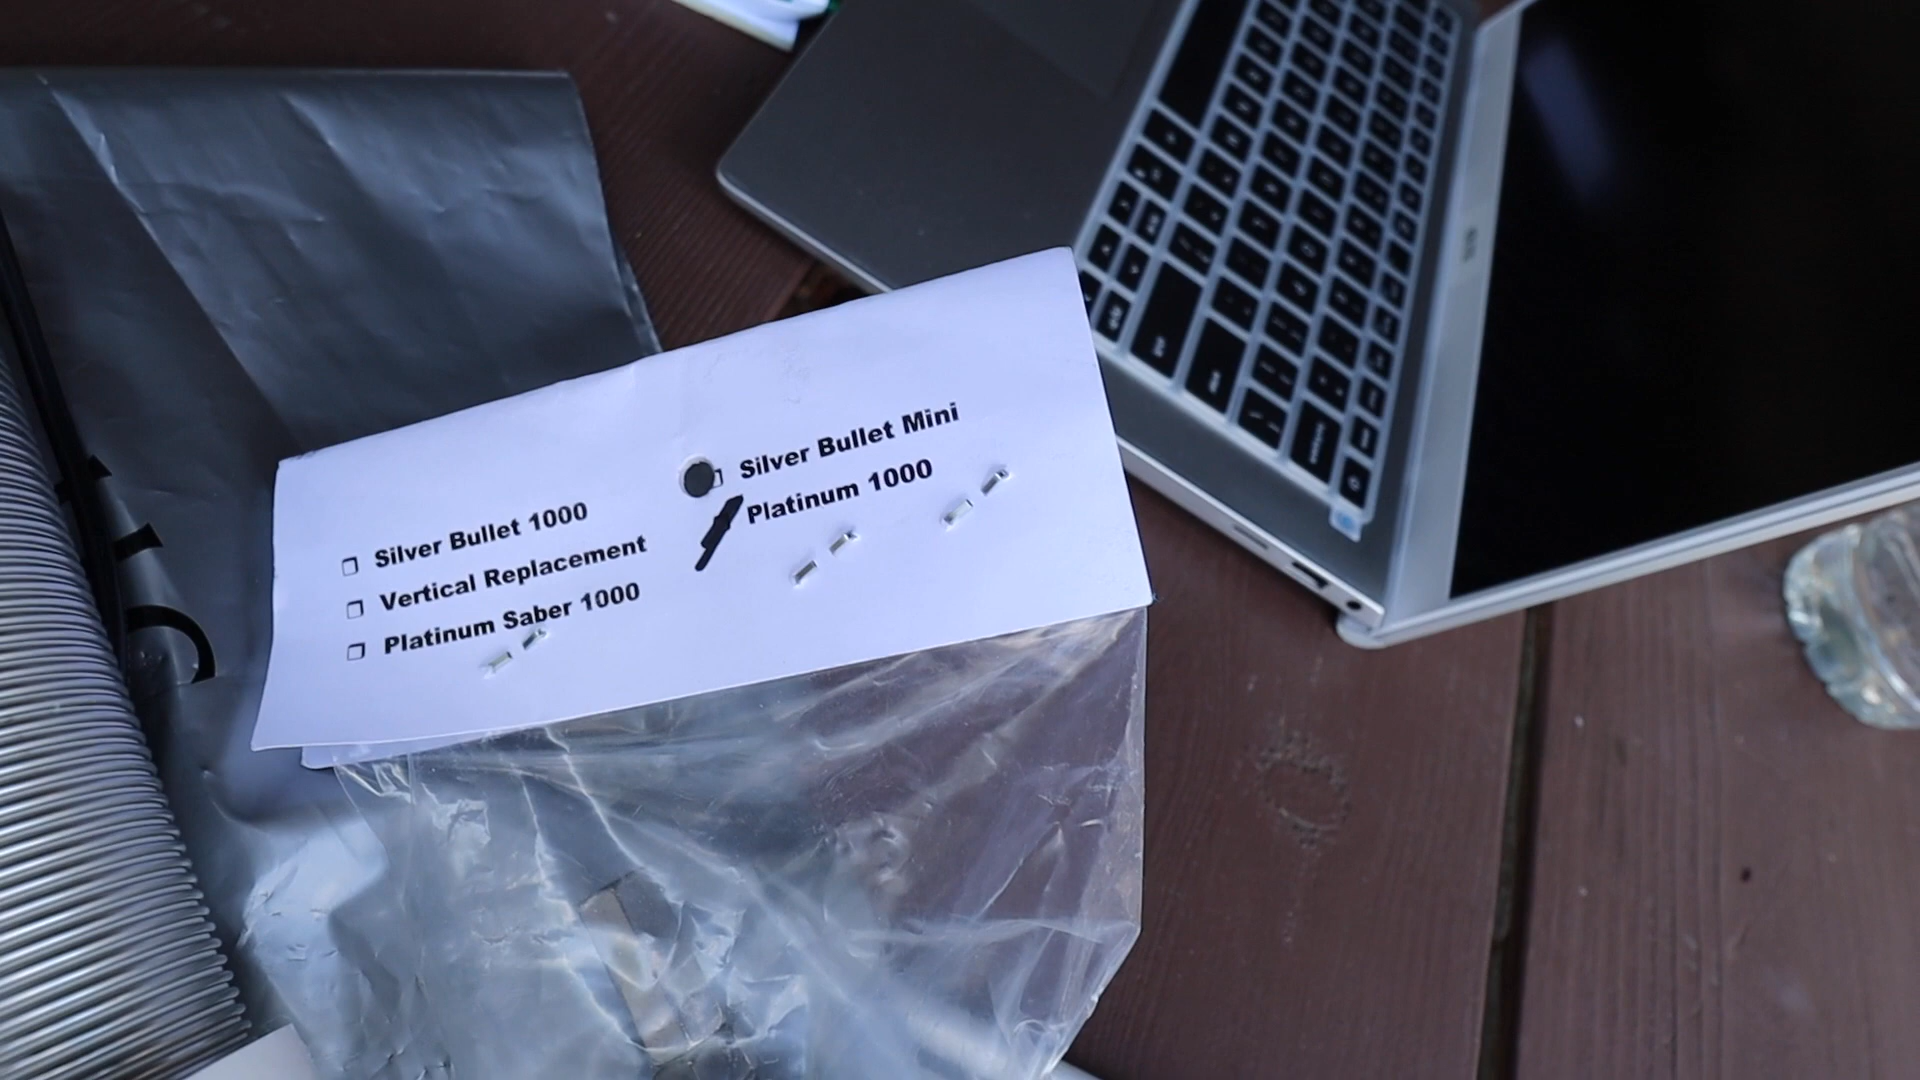 Silver Bullet 1000
Vertical Replacement
Platinum Saber 1000
Silver Bullet Mini
Platinum 1000